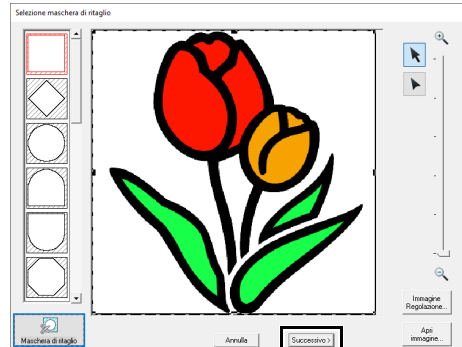 Selezione maschera di ritaglio
Immagine
Regolazione...
Maschera di ritaglio
Annulla
Successivo >
Apri
immagine...